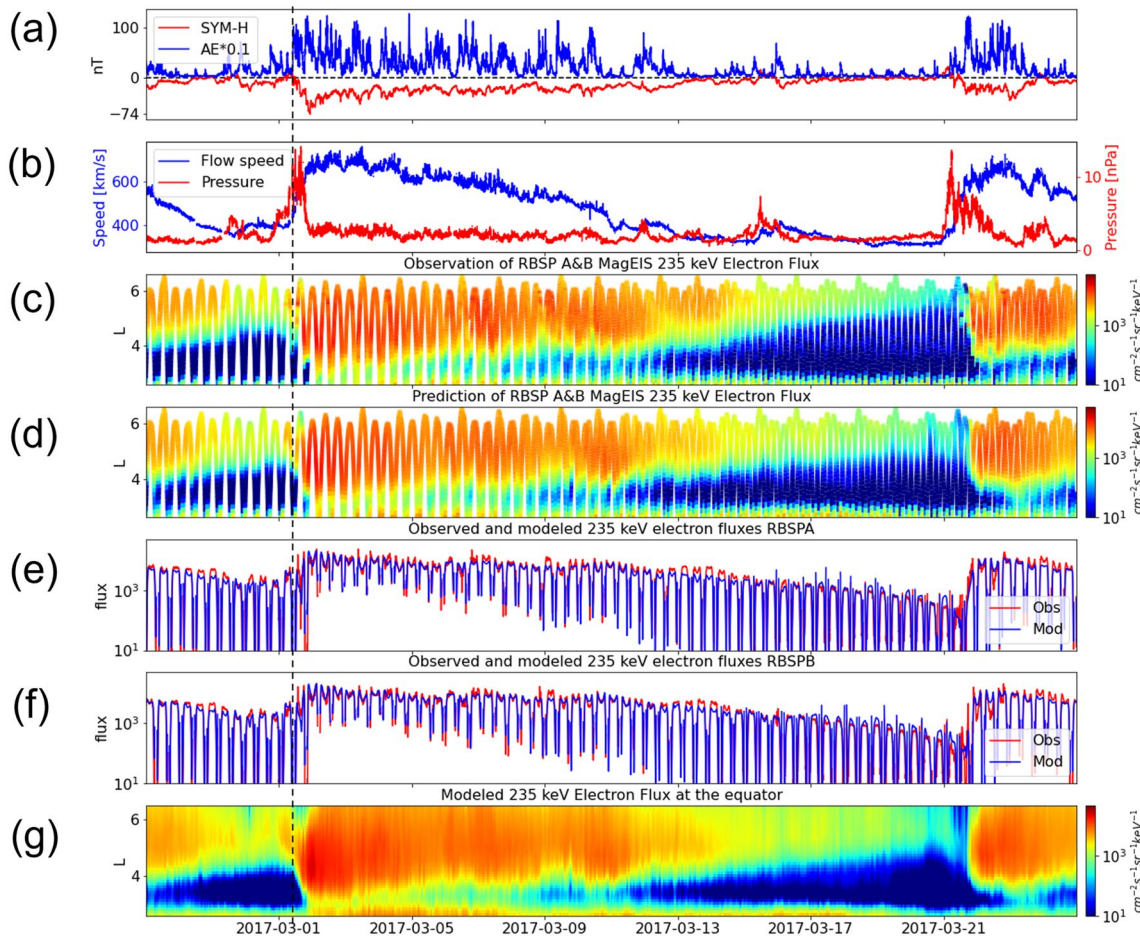 (a)
SYM-H
AE*0.1
100
0
−74
nT
(b)
Flow speed
Pressure
600
400
Speed [km/s]
10
0
Pressure [nPa]
Observation of RBSP A&B MagEIS 235 keV Electron Flux
(c)
6
4
L
10³
10¹
cm⁻²s⁻¹sr⁻¹keV⁻¹
Prediction of RBSP A&B MagEIS 235 keV Electron Flux
(d)
6
4
L
10³
10¹
cm⁻²s⁻¹sr⁻¹keV⁻¹
Observed and modeled 235 keV electron fluxes RBSPA
(e)
10³
10¹
flux
Obs
Mod
Observed and modeled 235 keV electron fluxes RBSPB
(f)
10³
10¹
flux
Obs
Mod
Modeled 235 keV Electron Flux at the equator
(g)
6
4
L
10³
10¹
cm⁻²s⁻¹sr⁻¹keV⁻¹
2017-03-01 2017-03-05 2017-03-09 2017-03-13 2017-03-17 2017-03-21